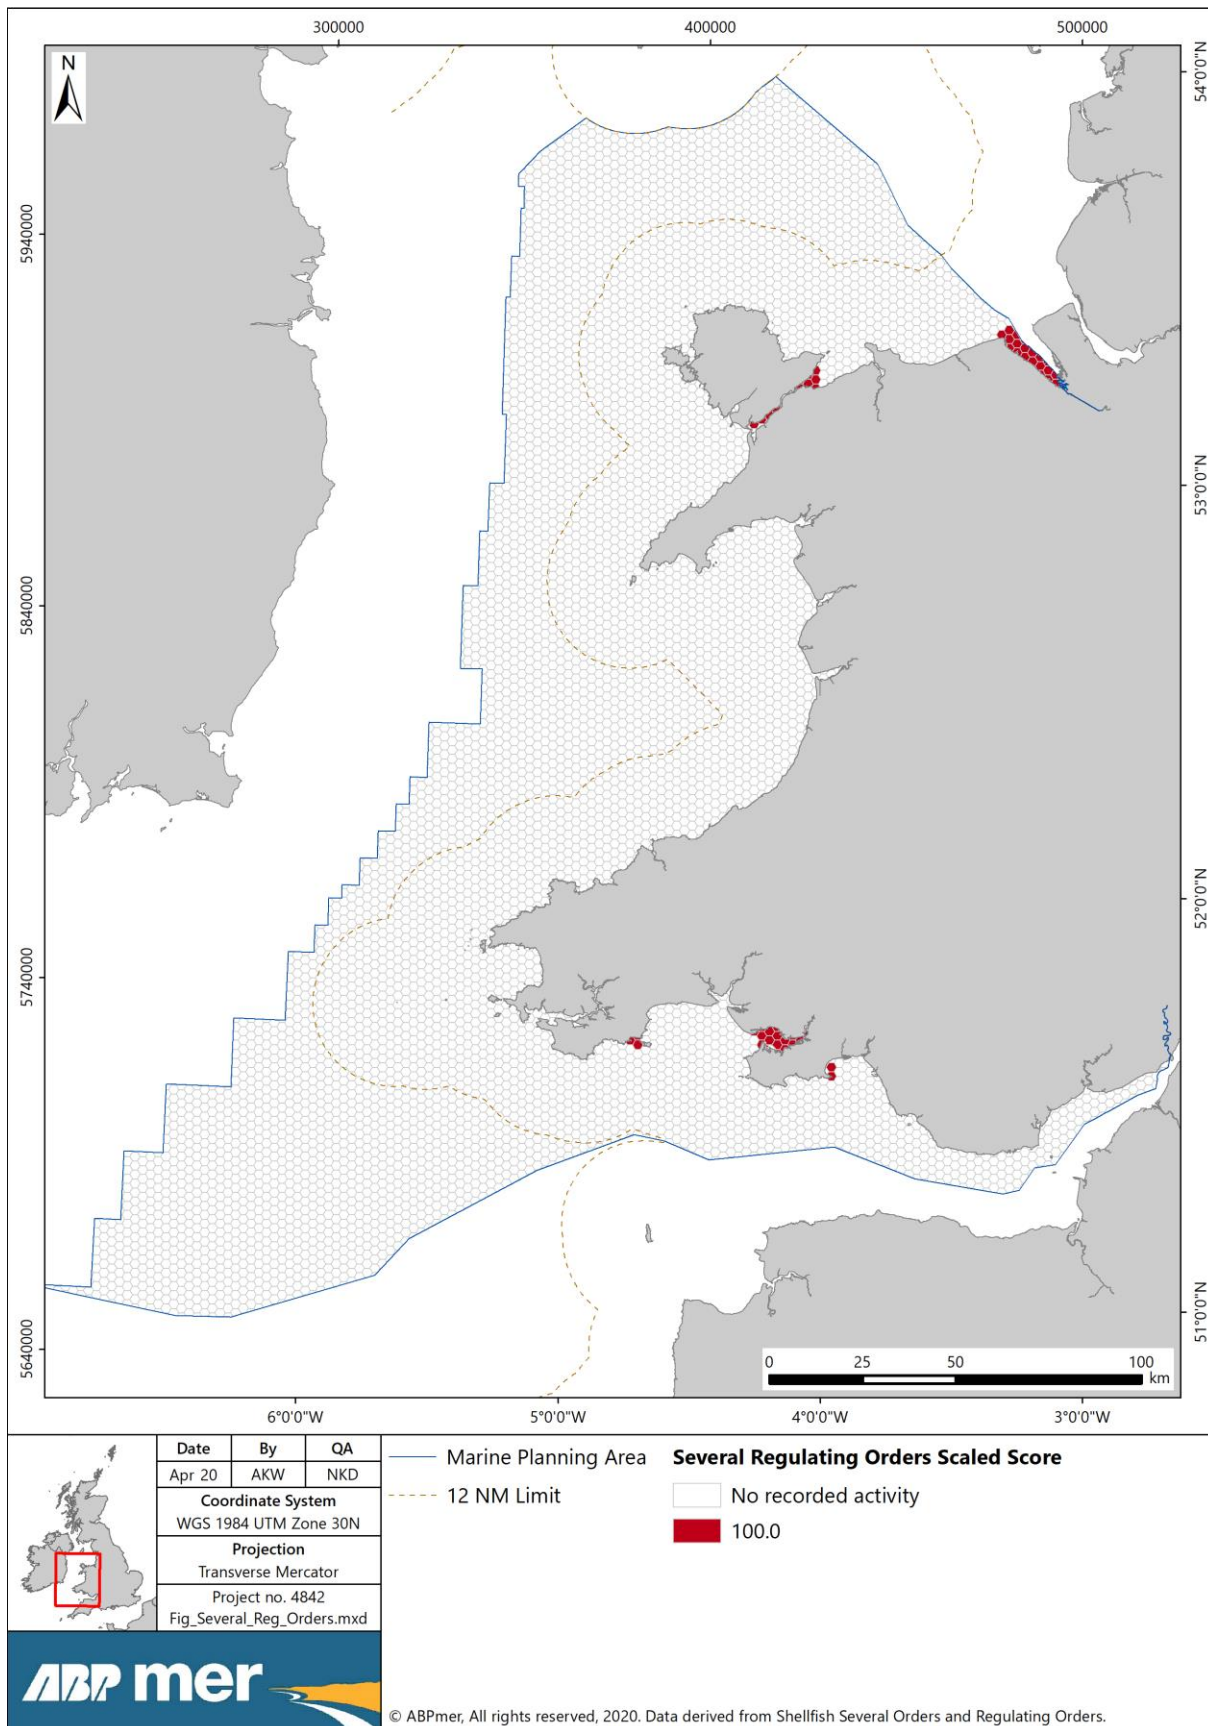 300000 400000 500000
N
54°0'0"N
5940000
53°0'0"N
5840000
52°0'0"N
5740000
51°0'0"N
5640000
0 25 50 100
km
6°0'0"W 5°0'0"W 4°0'0"W 3°0'0"W
Date By QA
Apr 20 AKW NKD
Coordinate System
WGS 1984 UTM Zone 30N
Projection
Transverse Mercator
Project no. 4842
Fig_Several_Reg_Orders.mxd
ABPmer
Marine Planning Area
12 NM Limit
Several Regulating Orders Scaled Score
No recorded activity
100.0
© ABPmer, All rights reserved, 2020. Data derived from Shellfish Several Orders and Regulating Orders.